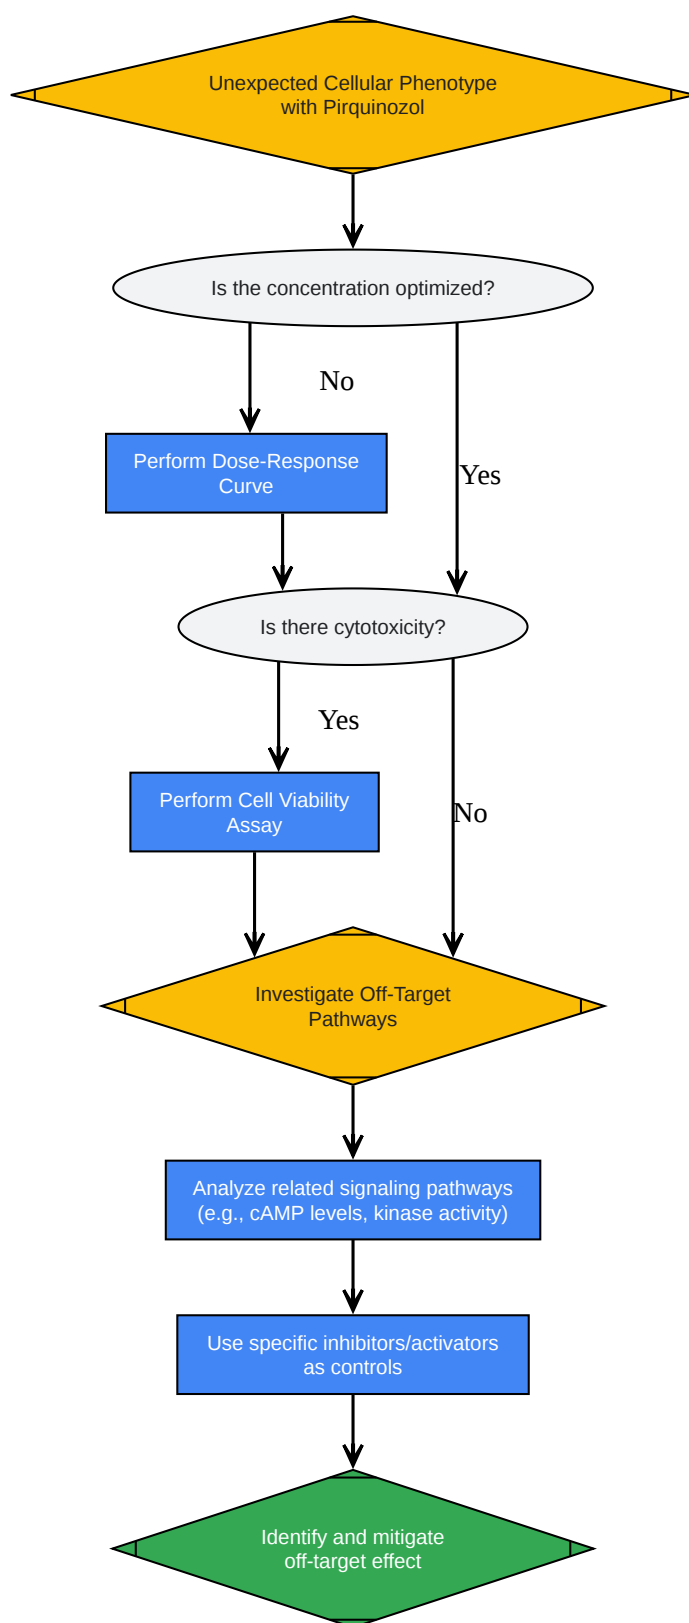 Unexpected Cellular Phenotype
with Pirquinozol
Is the concentration optimized?
No
Perform Dose-Response
Curve
Yes
Is there cytotoxicity?
Yes
Perform Cell Viability
Assay
No
Investigate Off-Target
Pathways
Analyze related signaling pathways
(e.g., cAMP levels, kinase activity)
Use specific inhibitors/activators
as controls
Identify and mitigate
off-target effect